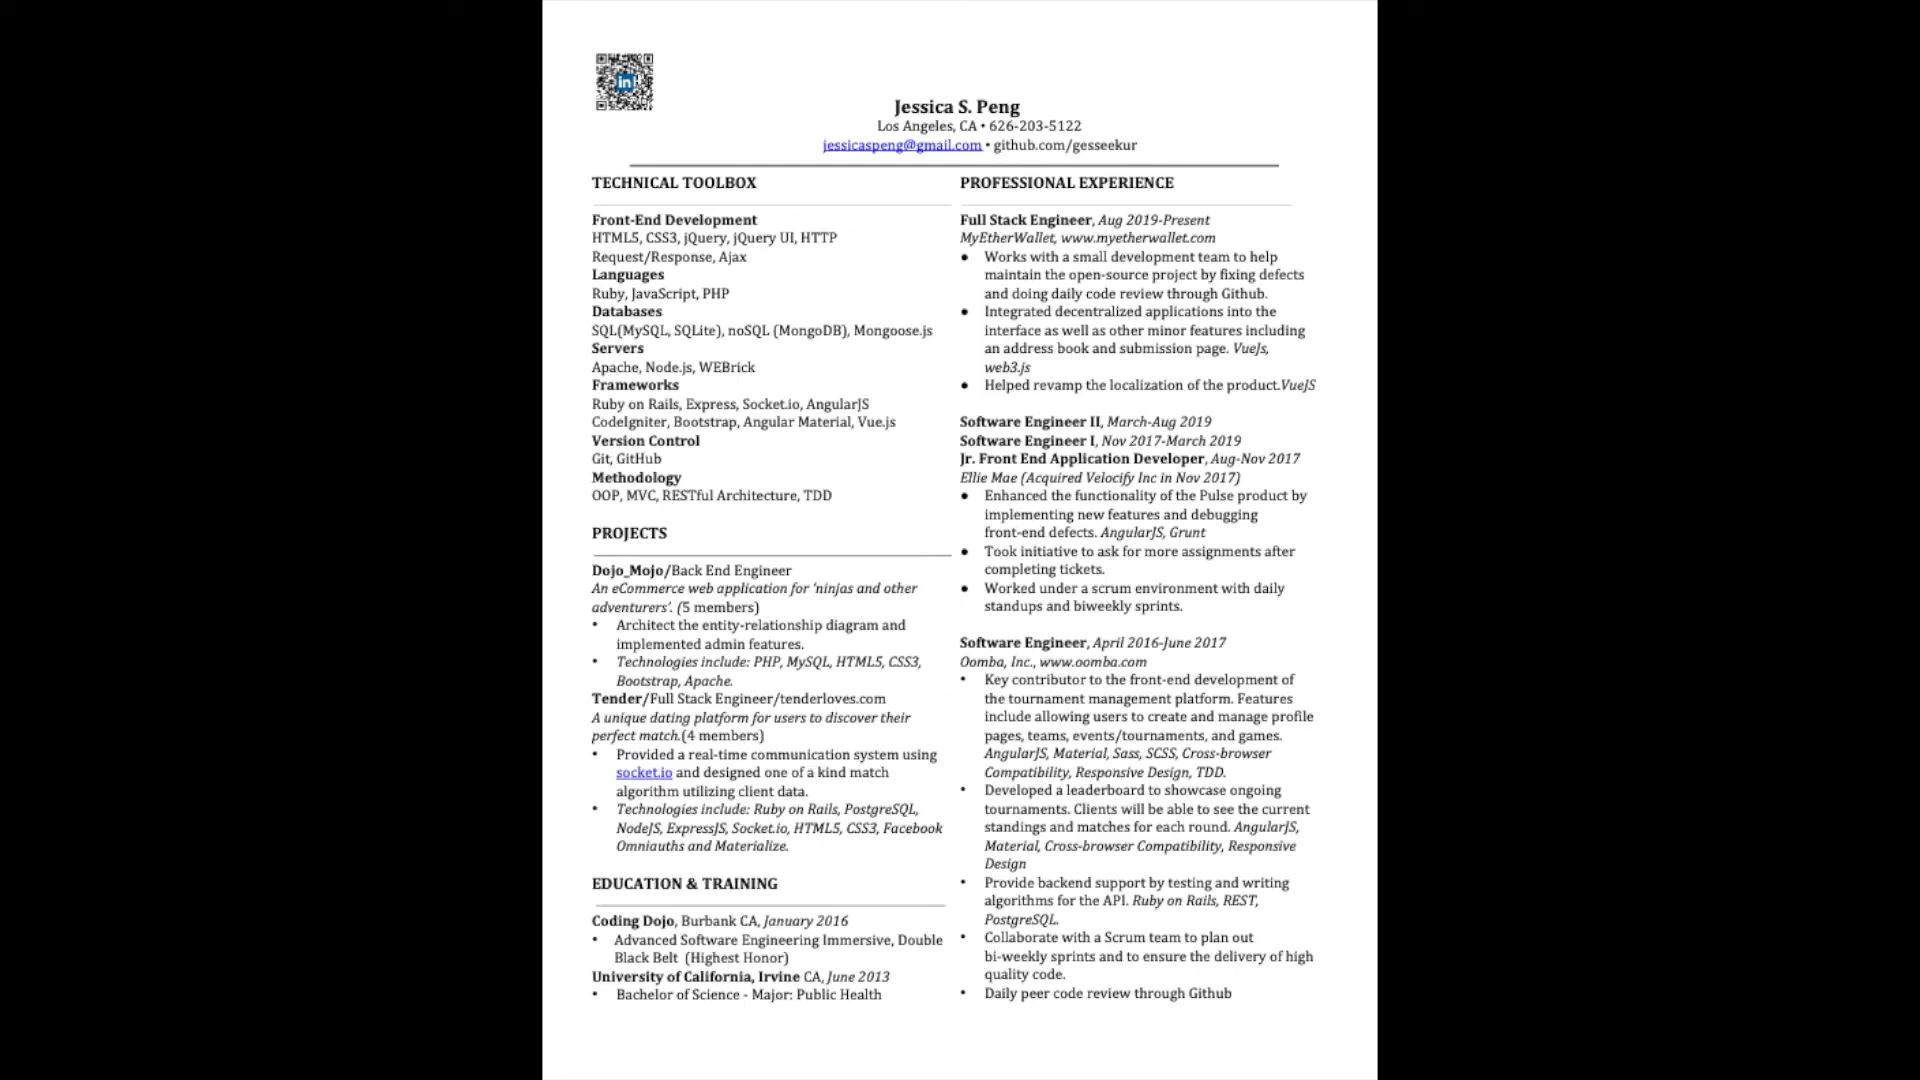 in
Jessica S. Peng
Los Angeles, CA • 626-203-5122
jessicaspeng@gmail.com • github.com/gesseekur
TECHNICAL TOOLBOX
Front-End Development
HTML5, CSS3, jQuery, jQuery UI, HTTP
Request/Response, Ajax
Languages
Ruby, JavaScript, PHP
Databases
SQL(MySQL, SQLite), noSQL (MongoDB), Mongoose.js
Servers
Apache, Node.js, WEBrick
Frameworks
Ruby on Rails, Express, Socket.io, AngularJS
CodeIgniter, Bootstrap, Angular Material, Vue.js
Version Control
Git, GitHub
Methodology
OOP, MVC, RESTful Architecture, TDD
PROJECTS
Dojo_Mojo/Back End Engineer
An eCommerce web application for ‘ninjas and other
adventurers’. (5 members)
• Architect the entity-relationship diagram and
implemented admin features.
• Technologies include: PHP, MySQL, HTML5, CSS3,
Bootstrap, Apache.
Tender/Full Stack Engineer/tenderloves.com
A unique dating platform for users to discover their
perfect match.(4 members)
• Provided a real-time communication system using
socket.io and designed one of a kind match
algorithm utilizing client data.
• Technologies include: Ruby on Rails, PostgreSQL,
NodeJS, ExpressJS, Socket.io, HTML5, CSS3, Facebook
Omniauths and Materialize.
EDUCATION & TRAINING
Coding Dojo, Burbank CA, January 2016
• Advanced Software Engineering Immersive, Double
Black Belt (Highest Honor)
University of California, Irvine CA, June 2013
• Bachelor of Science - Major: Public Health
PROFESSIONAL EXPERIENCE
Full Stack Engineer, Aug 2019-Present
MyEtherWallet, www.myetherwallet.com
● Works with a small development team to help
maintain the open-source project by fixing defects
and doing daily code review through Github.
● Integrated decentralized applications into the
interface as well as other minor features including
an address book and submission page. VueJs,
web3.js
● Helped revamp the localization of the product.VueJS
Software Engineer II, March-Aug 2019
Software Engineer I, Nov 2017-March 2019
Jr. Front End Application Developer, Aug-Nov 2017
Ellie Mae (Acquired Velocify Inc in Nov 2017)
● Enhanced the functionality of the Pulse product by
implementing new features and debugging
front-end defects. AngularJS, Grunt
● Took initiative to ask for more assignments after
completing tickets.
● Worked under a scrum environment with daily
standups and biweekly sprints.
Software Engineer, April 2016-June 2017
Oomba, Inc., www.oomba.com
• Key contributor to the front-end development of
the tournament management platform. Features
include allowing users to create and manage profile
pages, teams, events/tournaments, and games.
AngularJS, Material, Sass, SCSS, Cross-browser
Compatibility, Responsive Design, TDD.
• Developed a leaderboard to showcase ongoing
tournaments. Clients will be able to see the current
standings and matches for each round. AngularJS,
Material, Cross-browser Compatibility, Responsive
Design
• Provide backend support by testing and writing
algorithms for the API. Ruby on Rails, REST,
PostgreSQL.
• Collaborate with a Scrum team to plan out
bi-weekly sprints and to ensure the delivery of high
quality code.
• Daily peer code review through Github